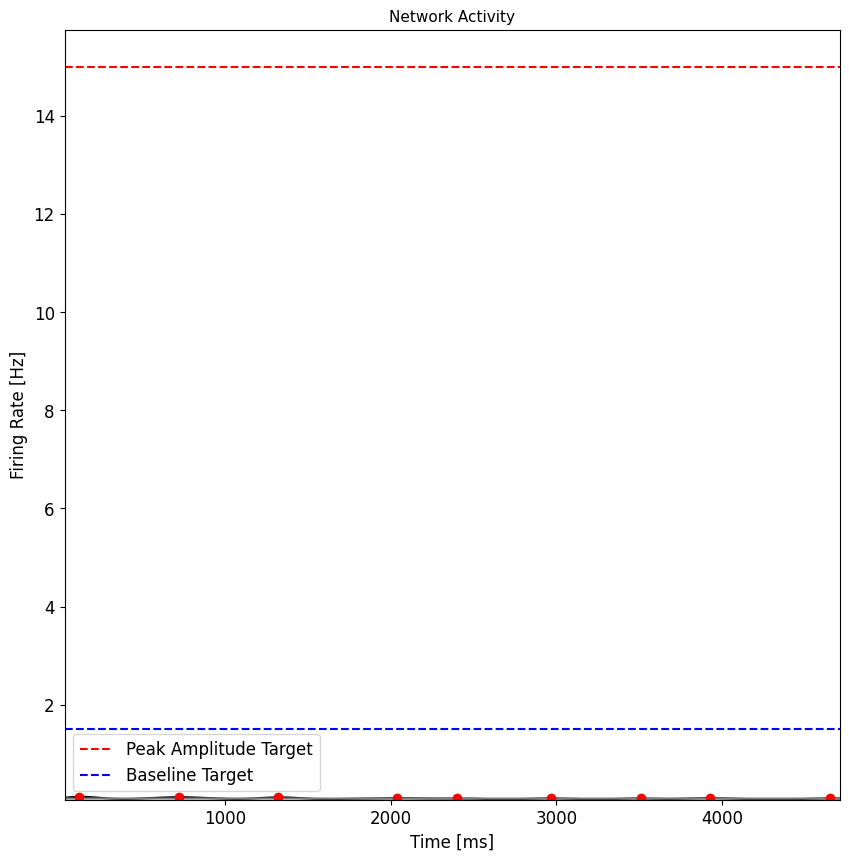 Network Activity
Firing Rate [Hz]
14
12
10
8
6
4
2
Peak Amplitude Target
Baseline Target
1000
2000
3000
4000
Time [ms]